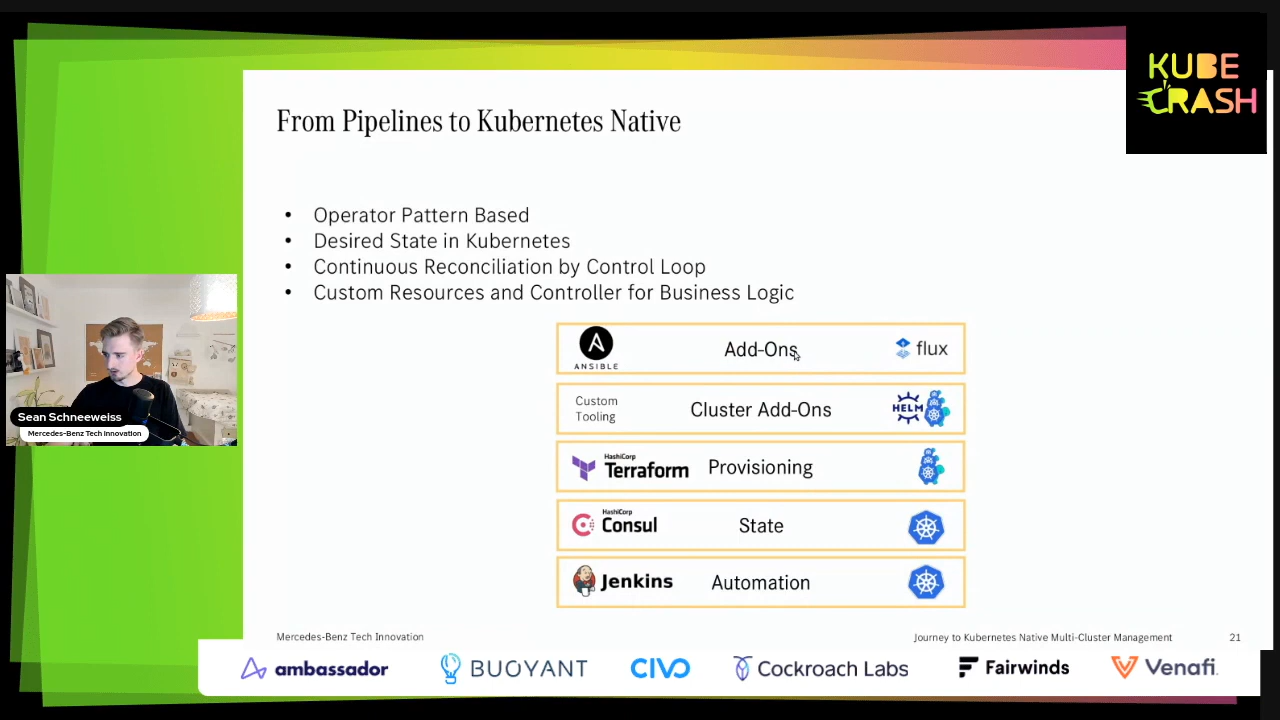 KUBE
CRASH
From Pipelines to Kubernetes Native
• Operator Pattern Based
• Desired State in Kubernetes
• Continuous Reconciliation by Control Loop
• Custom Resources and Controller for Business Logic
ANSIBLE
Add-Ons
flux
Custom
Tooling
Cluster Add-Ons
HELM
HashiCorp
Terraform
Provisioning
HashiCorp
Consul
State
Jenkins
Automation
Sean Schneeweiss
Mercedes-Benz Tech Innovation
Mercedes-Benz Tech Innovation
Journey to Kubernetes Native Multi-Cluster Management
21
ambassador
BUOYANT
CIVO
Cockroach Labs
Fairwinds
Venafi.